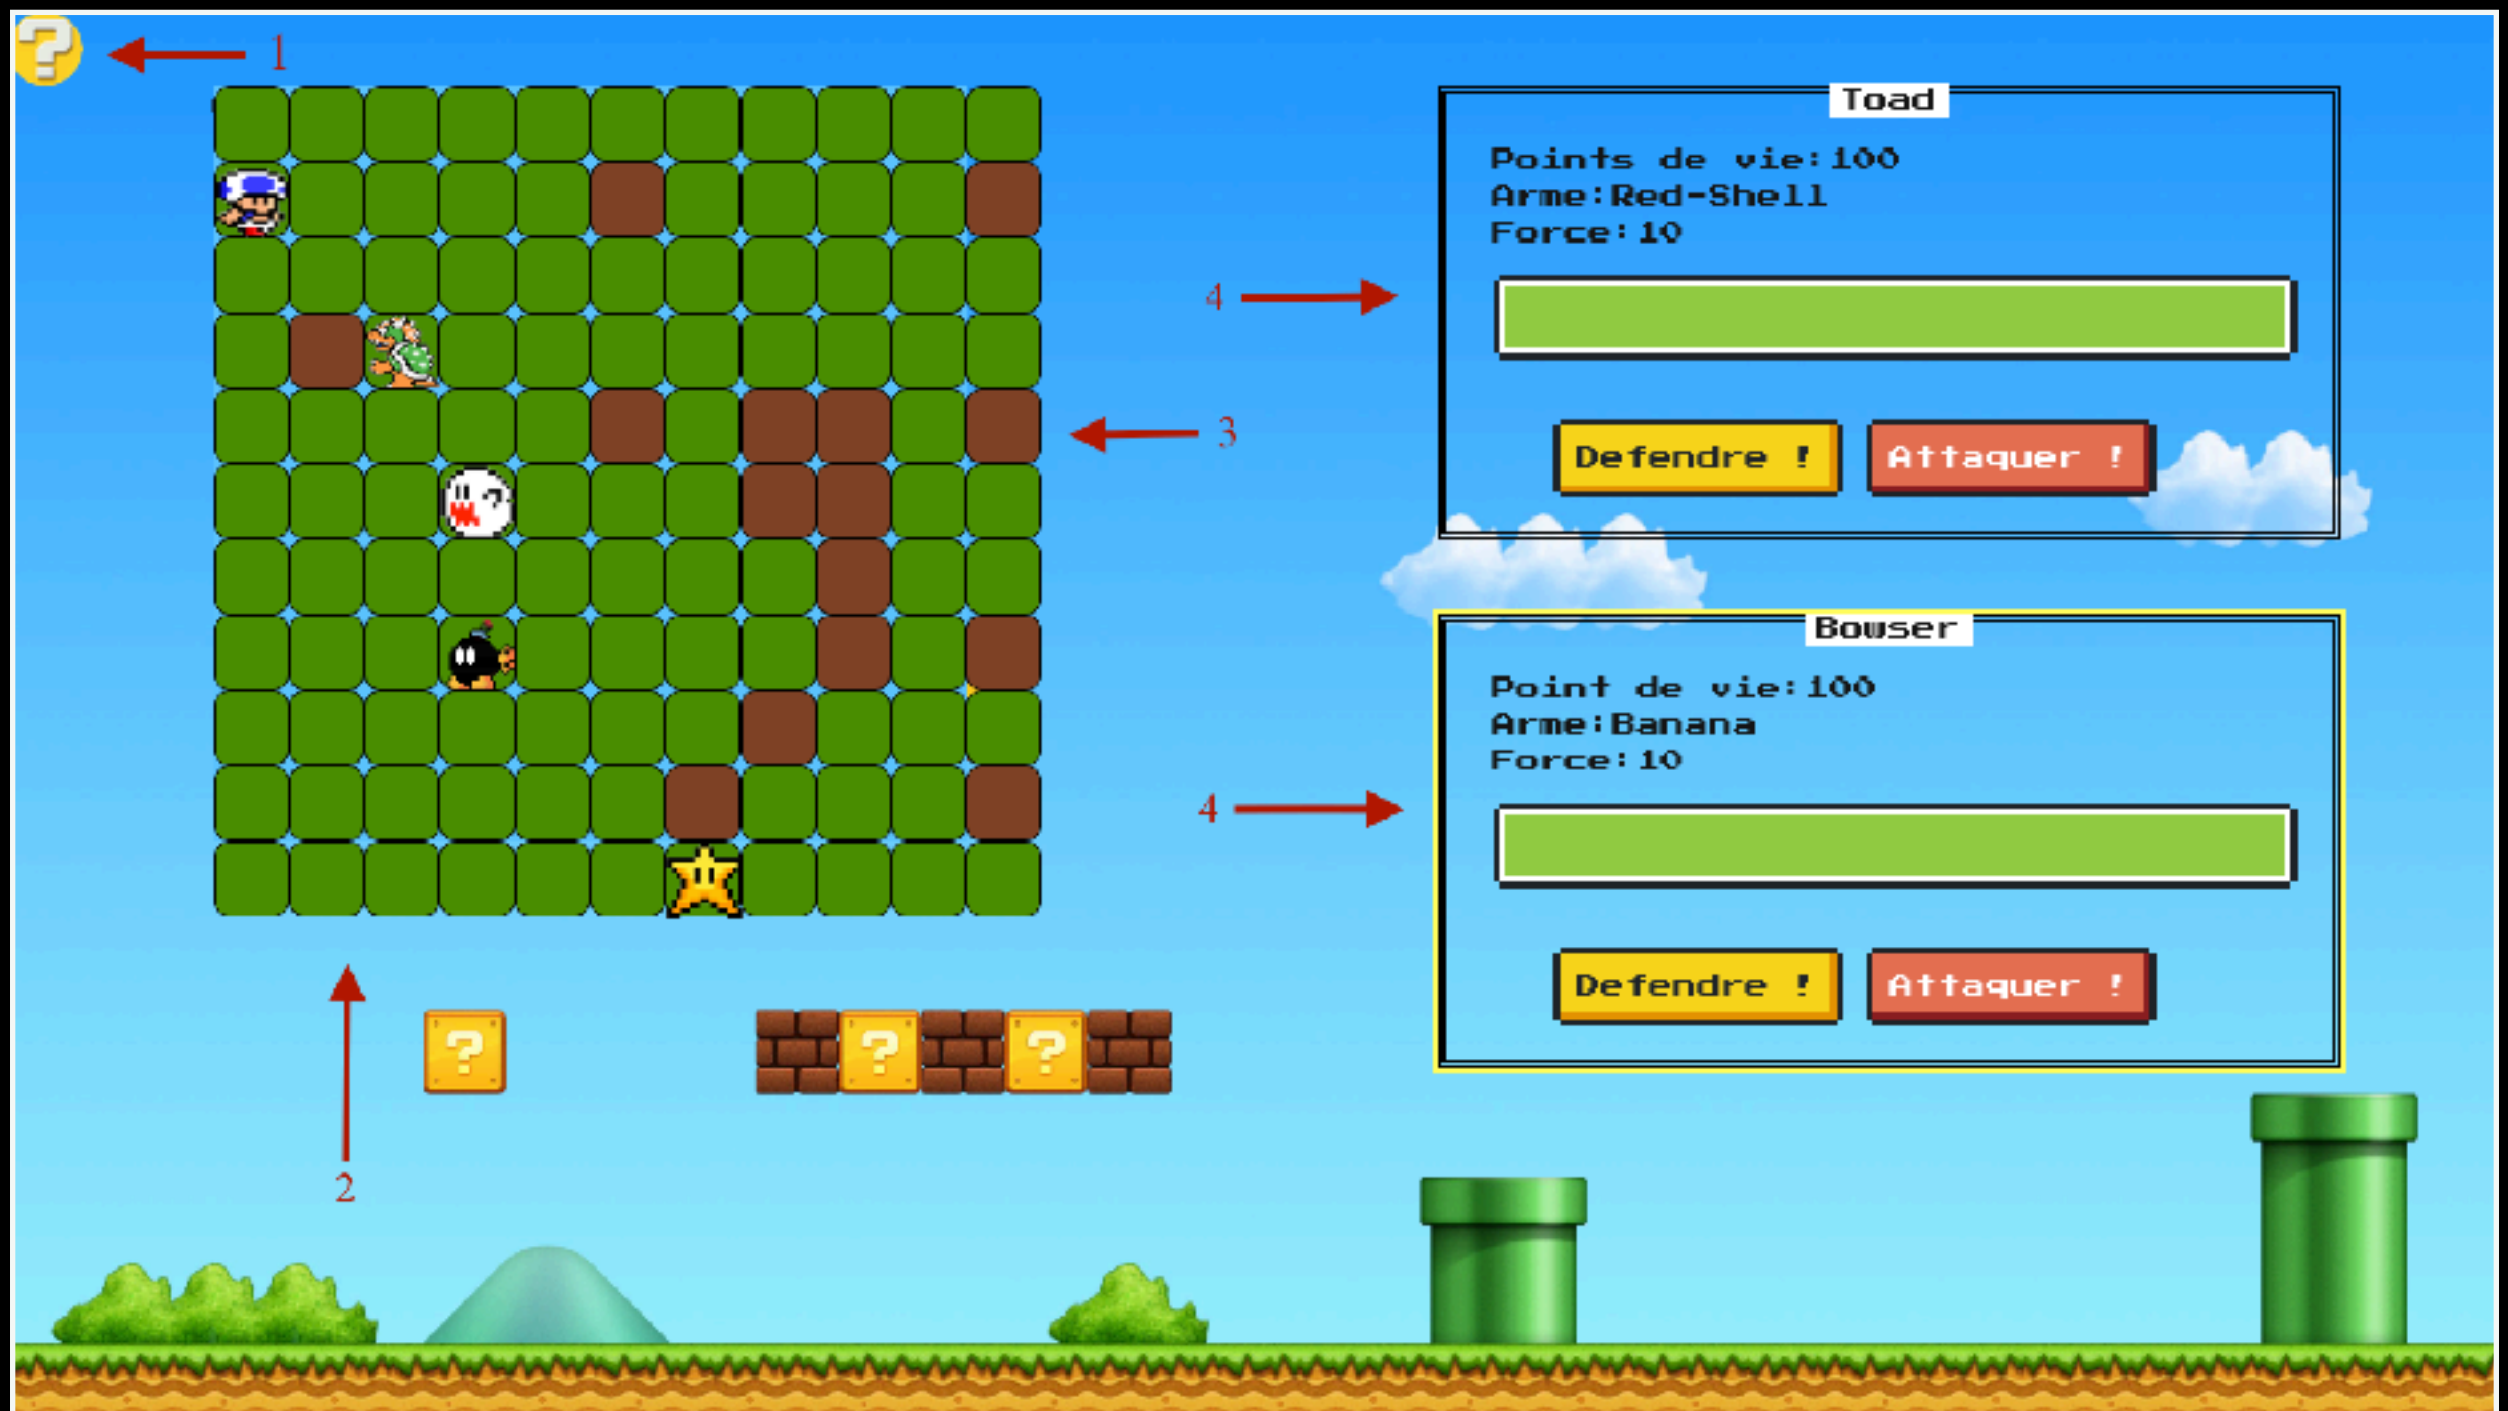 ?
1
Toad
Points de vie:100
Arme:Red-Shell
Force:10
4
3
Defendre !
Attaquer !
Bowser
Point de vie:100
Arme:Banana
Force:10
4
Defendre !
Attaquer !
? ? ?
2